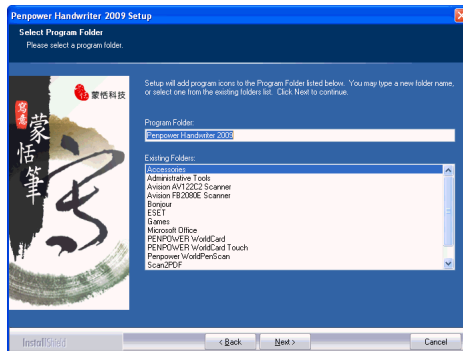 Penpower Handwriter 2009 Setup
Select Program Folder
Please select a program folder.
蒙恬科技
寫意
蒙恬筆
写
Setup will add program icons to the Program Folder listed below. You may type a new folder name,
or select one from the existing folders list. Click Next to continue.
Program Folder:
Penpower Handwriter 2009
Existing Folders:
Accessories
Administrative Tools
Avision AV122C2 Scanner
Avision FB2080E Scanner
Bonjour
ESET
Games
Microsoft Office
PENPOWER WorldCard
PENPOWER WorldCard Touch
Penpower WorldPenScan
Scan2PDF
InstallShield
< Back
Next >
Cancel